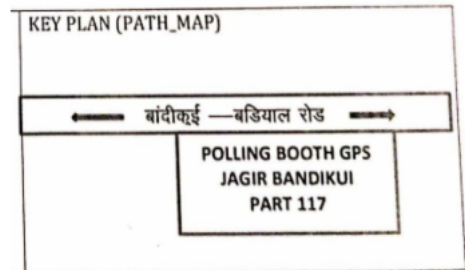 KEY PLAN (PATH_MAP)
बांदीकुई —बडियाल रोड
POLLING BOOTH GPS
JAGIR BANDIKUI
PART 117